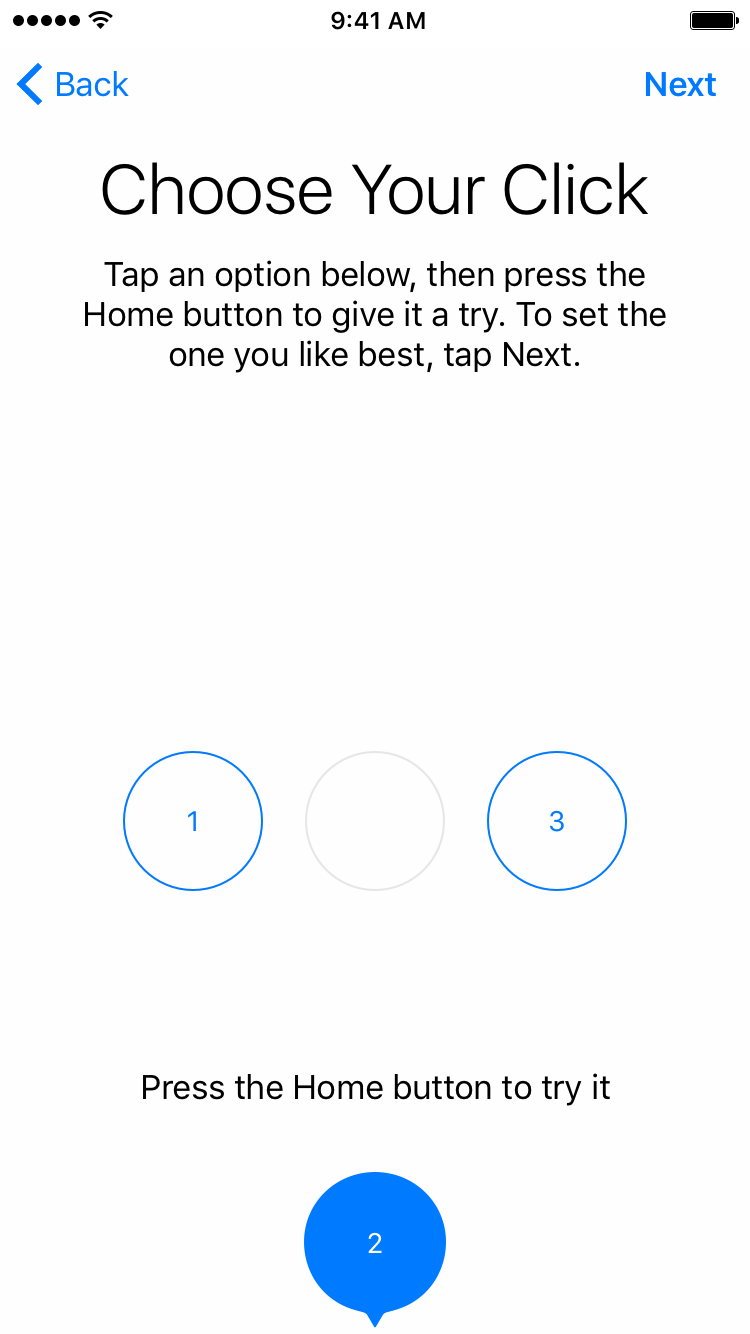 9:41 AM
Back
Next
Choose Your Click
Tap an option below, then press the
Home button to give it a try. To set the
one you like best, tap Next.
1
3
Press the Home button to try it
2